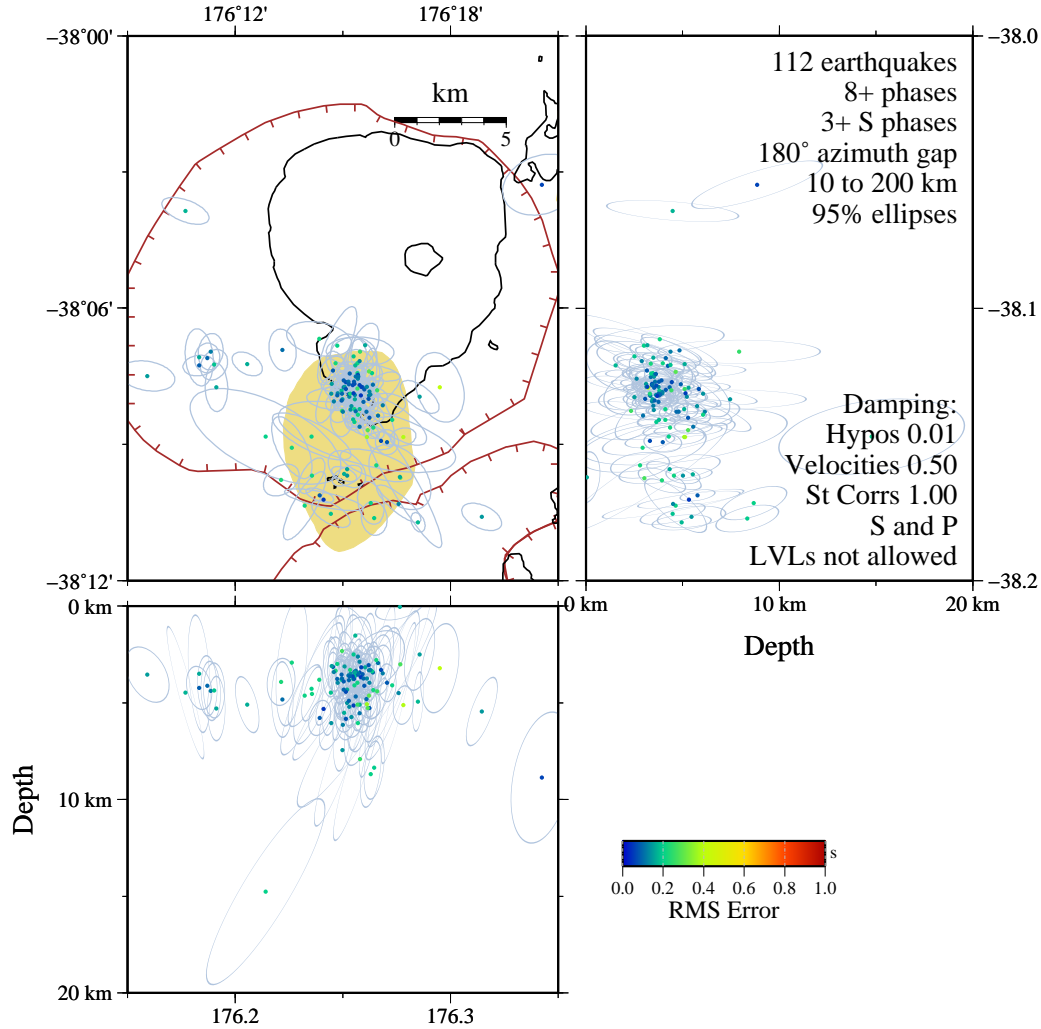 176°12' 176°18'
−38°00'
−38°06'
−38°12'
km
0 5
112 earthquakes
8+ phases
3+ S phases
180° azimuth gap
10 to 200 km
95% ellipses
Damping:
Hypos 0.01
Velocities 0.50
St Corrs 1.00
S and P
LVLs not allowed
−38.0
−38.1
−38.2
0 km 10 km 20 km
Depth
0 km
10 km
20 km
Depth
176.2 176.3
s
0.0 0.2 0.4 0.6 0.8 1.0
RMS Error